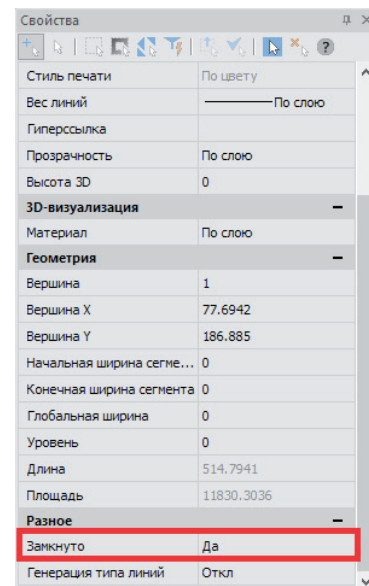 Свойства
Стиль печати По цвету
Вес линий По слою
Гиперссылка
Прозрачность По слою
Высота 3D 0
3D-визуализация
Материал По слою
Геометрия
Вершина 1
Вершина X 77.6942
Вершина Y 186.885
Начальная ширина сегме... 0
Конечная ширина сегмента 0
Глобальная ширина 0
Уровень 0
Длина 514.7941
Площадь 11830.3036
Разное
Замкнуто Да
Генерация типа линий Откл